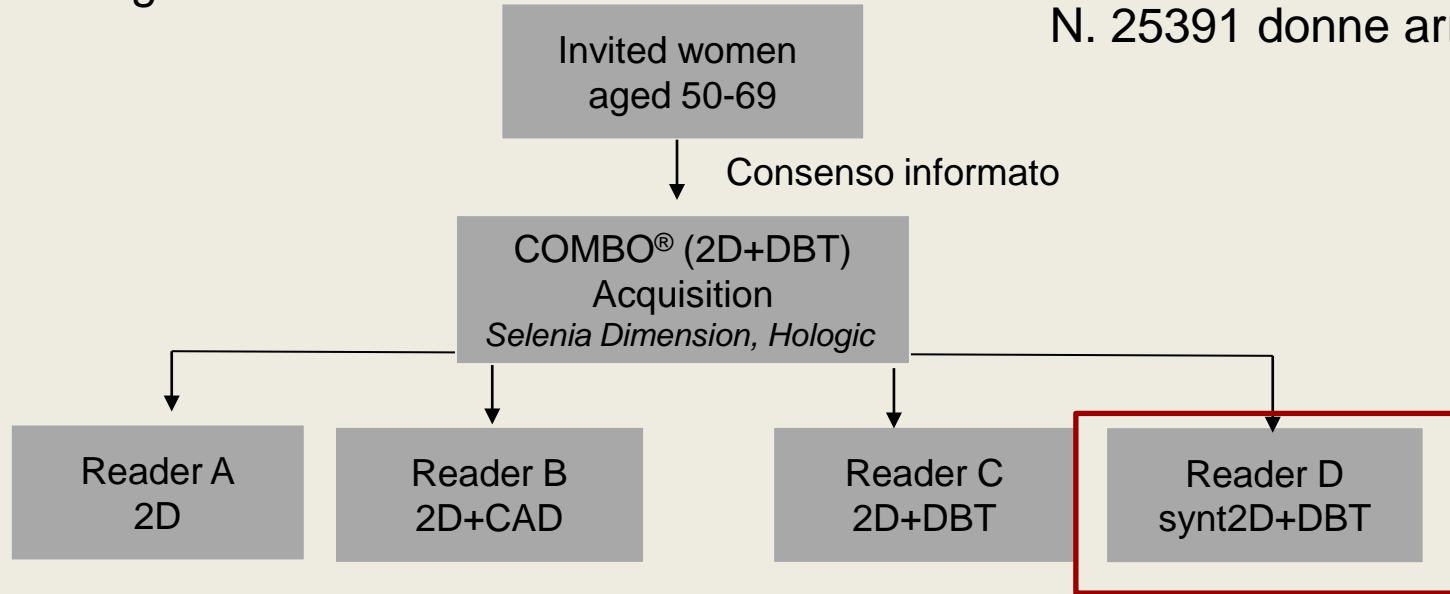 N. 25391 donne
Invited women
aged 50-69
Consenso informato
COMBO® (2D+DBT)
Acquisition
Selenia Dimension, Hologic
Reader A
2D
Reader B
2D+CAD
Reader C
2D+DBT
Reader D
synt2D+DBT